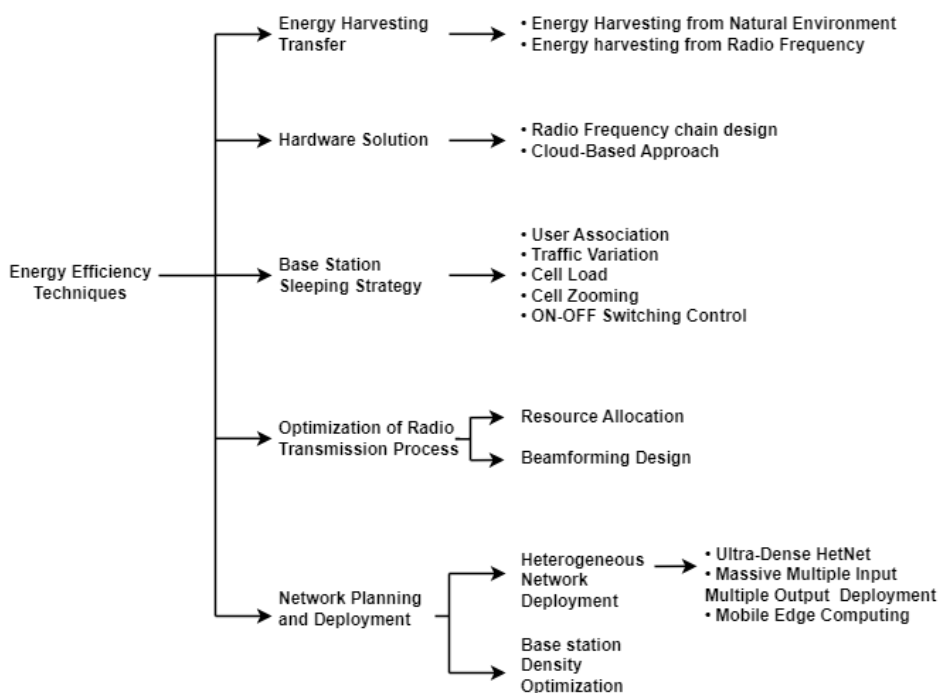 Energy Efficiency
Techniques
Energy Harvesting
Transfer
• Energy Harvesting from Natural Environment
• Energy harvesting from Radio Frequency
Hardware Solution
• Radio Frequency chain design
• Cloud-Based Approach
Base Station
Sleeping Strategy
• User Association
• Traffic Variation
• Cell Load
• Cell Zooming
• ON-OFF Switching Control
Optimization of Radio
Transmission Process
Resource Allocation
Beamforming Design
Network Planning
and Deployment
Heterogeneous
Network
Deployment
• Ultra-Dense HetNet
• Massive Multiple Input
Multiple Output Deployment
• Mobile Edge Computing
Base station
Density
Optimization